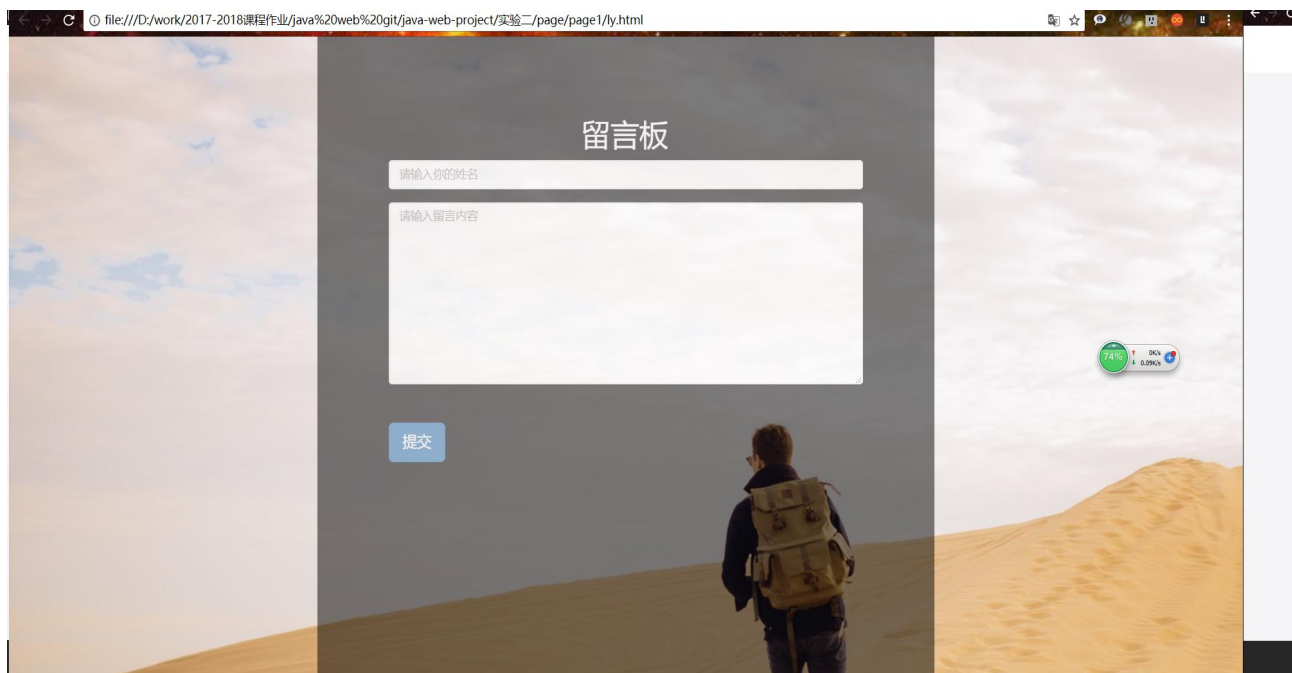 file:///D:/work/2017-2018课程作业/java%20web%20git/java-web-project/实验二/page/page1/ly.html
留言板
请输入你的姓名
请输入留言内容
提交
74%
0K/s
0.09K/s